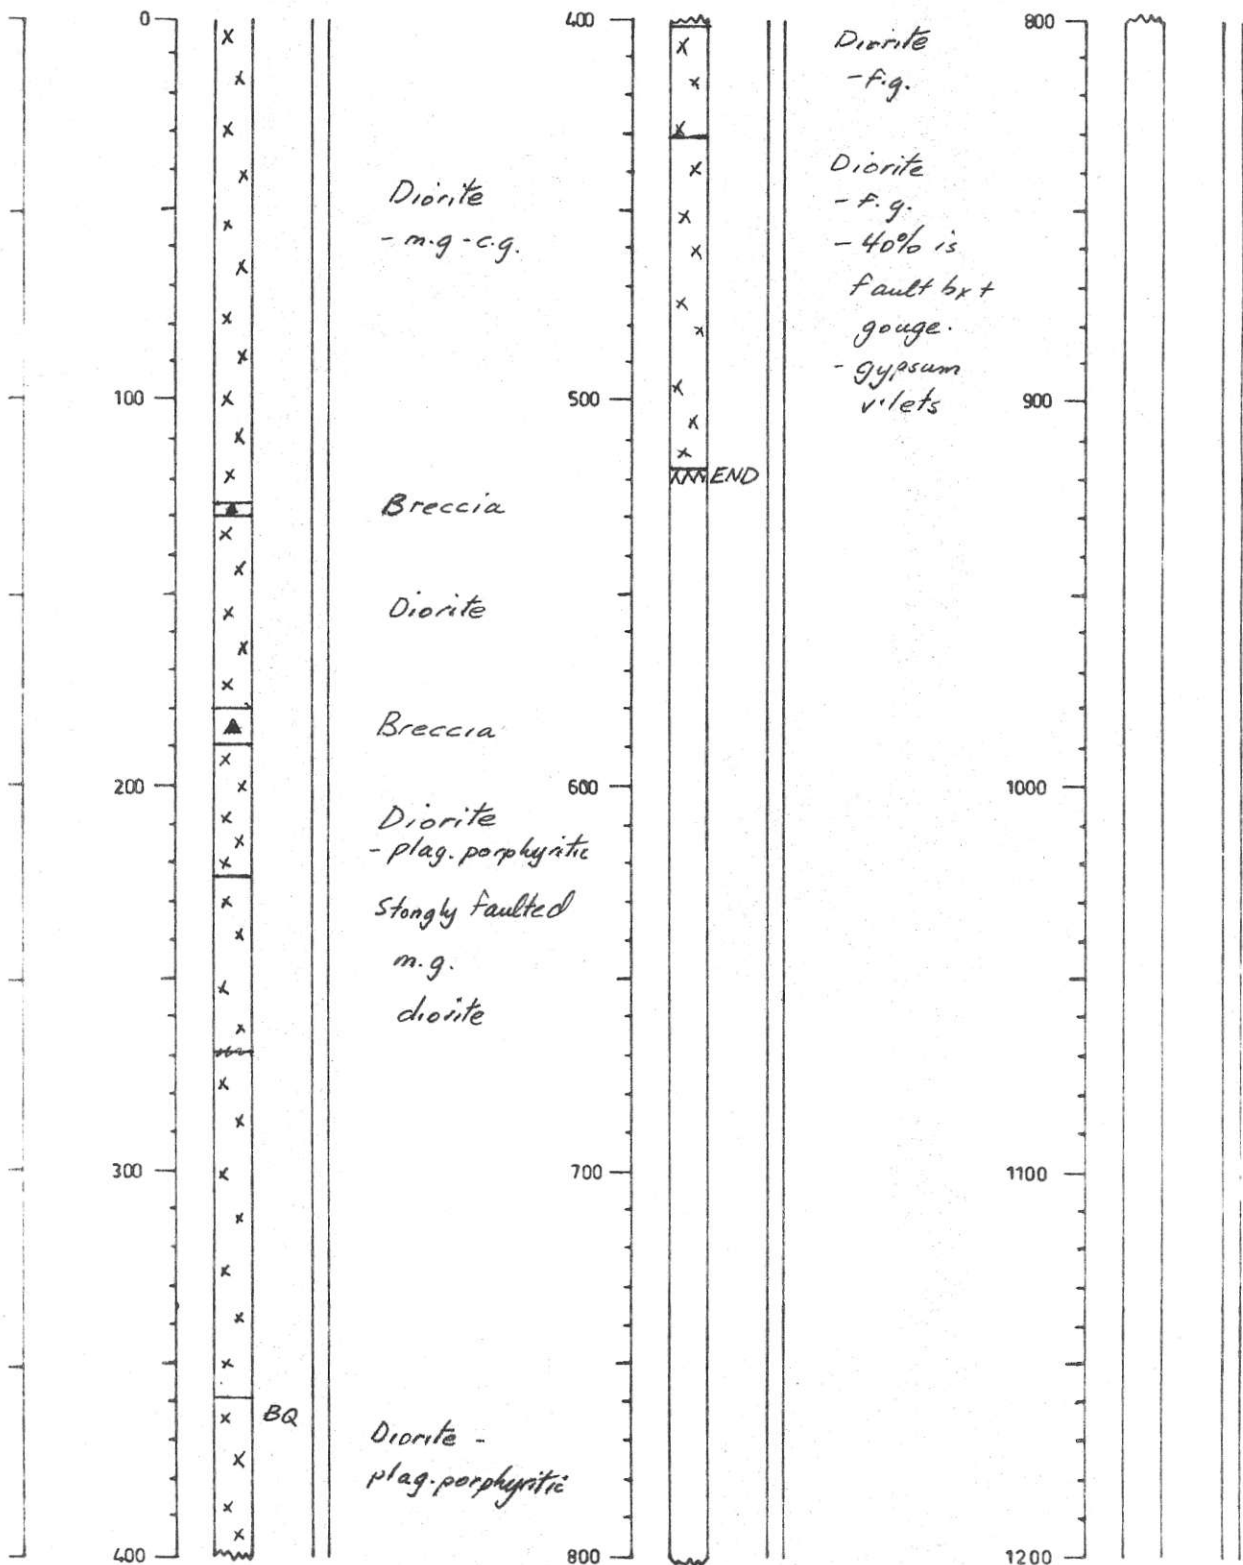 0
100
200
300
400
Diorite
- m.g - c.g.
Breccia
Diorite
Breccia
Diorite
- plag. porphyritic
Stongly faulted
m.g.
diorite
BQ
Diorite -
plag. porphyritic
400
500
600
700
800
Diorite
- f.g.
Diorite
- f.g.
- 40% is
fault bx +
gouge.
- gypsum
v'lets
END
800
900
1000
1100
1200